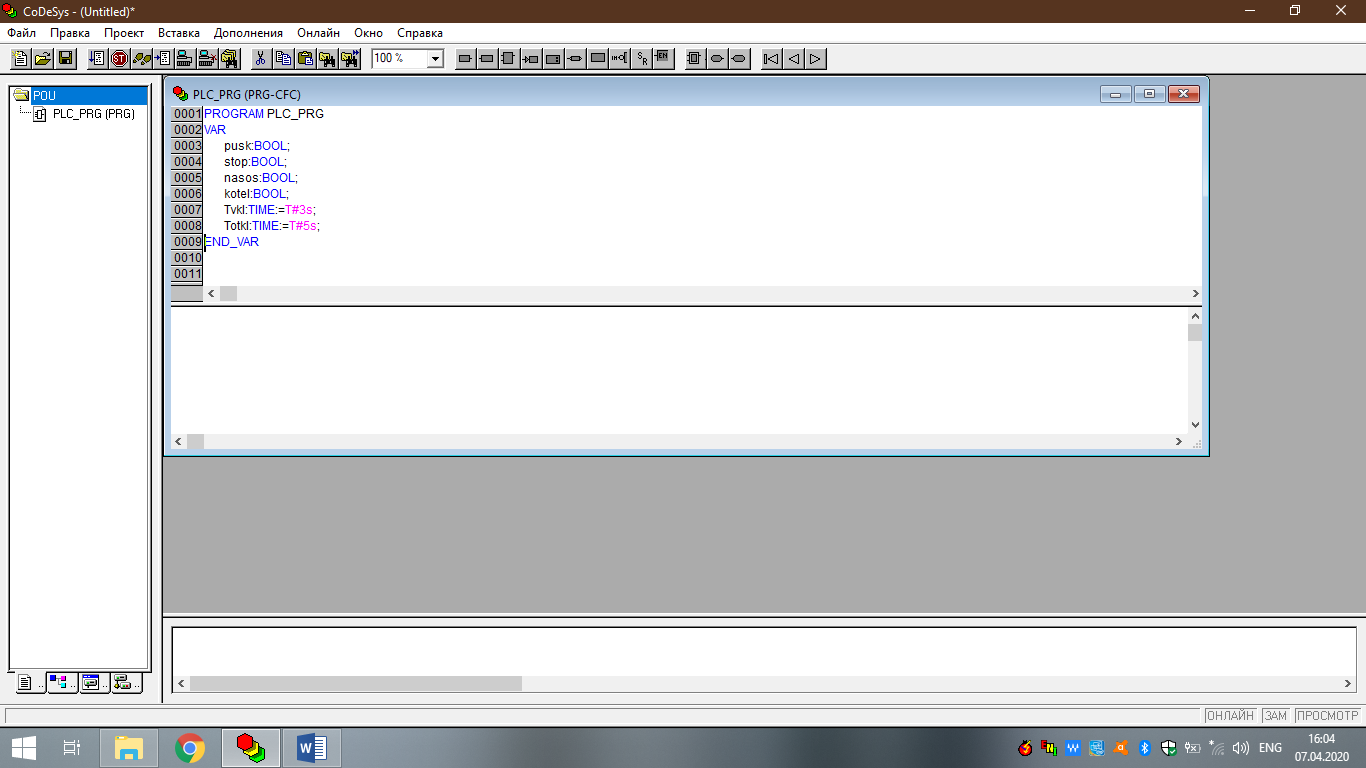 CoDeSys - (Untitled)*
Файл Правка Проект Вставка Дополнения Онлайн Окно Справка
100 %
POU
PLC_PRG (PRG)
PLC_PRG (PRG-CFC)
0001 PROGRAM PLC_PRG
0002 VAR
0003 pusk:BOOL;
0004 stop:BOOL;
0005 nasos:BOOL;
0006 kotel:BOOL;
0007 Tvkl:TIME:=T#3s;
0008 Totkl:TIME:=T#5s;
0009 END_VAR
0010
0011
ОНЛАЙН ЗАМ ПРОСМОТР
ENG
16:04
07.04.2020